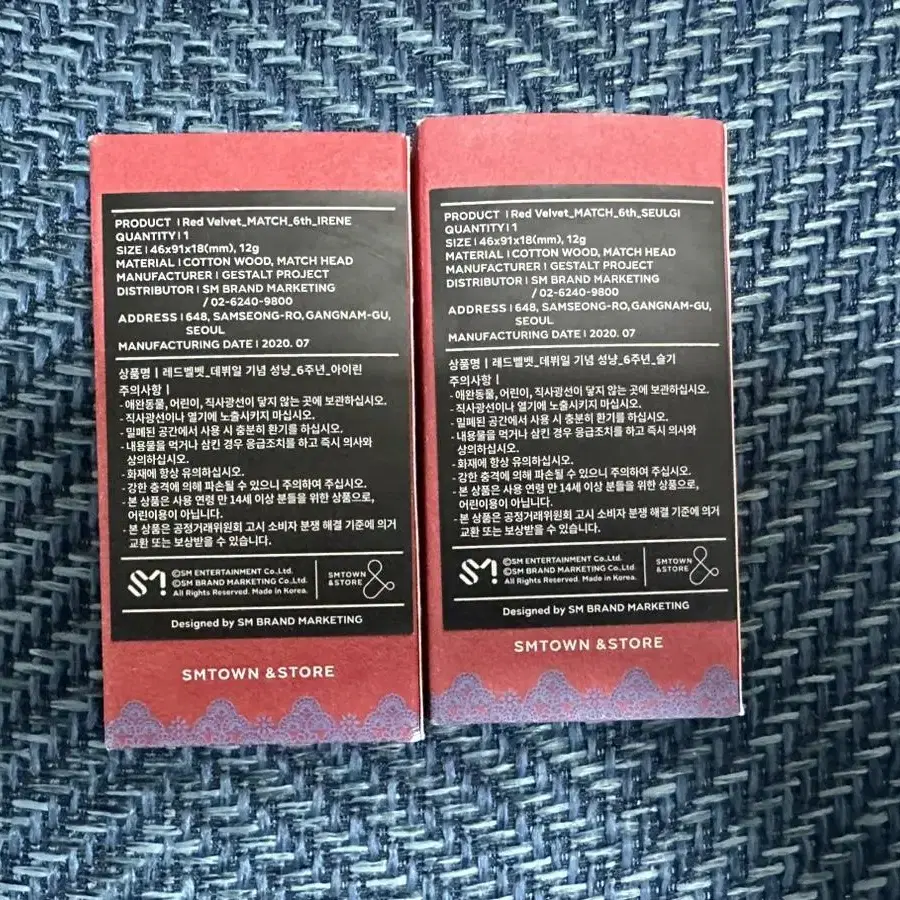 PRODUCT | Red Velvet_MATCH_6th_IRENE
QUANTITY | 1
SIZE | 46x91x18(mm), 12g
MATERIAL | COTTON WOOD, MATCH HEAD
MANUFACTURER | GESTALT PROJECT
DISTRIBUTOR | SM BRAND MARKETING
/ 02-6240-9800
ADDRESS | 648, SAMSEONG-RO, GANGNAM-GU,
SEOUL
MANUFACTURING DATE | 2020. 07
상품명 | 레드벨벳_데뷔일 기념 성냥_6주년_아이린
주의사항 |
- 애완동물, 어린이, 직사광선이 닿지 않는 곳에 보관하십시오.
- 직사광선이나 열기에 노출시키지 마십시오.
- 밀폐된 공간에서 사용 시 충분히 환기를 하십시오.
- 내용물을 먹거나 삼킨 경우 응급조치를 하고 즉시 의사와
상의하십시오.
- 화재에 항상 유의하십시오.
- 강한 충격에 의해 파손될 수 있으니 주의하여 주십시오.
- 본 상품은 사용 연령 만 14세 이상 분들을 위한 상품으로,
어린이용이 아닙니다.
- 본 상품은 공정거래위원회 고시 소비자 분쟁 해결 기준에 의거
교환 또는 보상받을 수 있습니다.
SM
©SM ENTERTAINMENT Co.,Ltd.
©SM BRAND MARKETING Co.,Ltd.
All Rights Reserved. Made in Korea.
SMTOWN
&STORE
Designed by SM BRAND MARKETING
SMTOWN &STORE
PRODUCT | Red Velvet_MATCH_6th_SEULGI
QUANTITY | 1
SIZE | 46x91x18(mm), 12g
MATERIAL | COTTON WOOD, MATCH HEAD
MANUFACTURER | GESTALT PROJECT
DISTRIBUTOR | SM BRAND MARKETING
/ 02-6240-9800
ADDRESS | 648, SAMSEONG-RO, GANGNAM-GU,
SEOUL
MANUFACTURING DATE | 2020. 07
상품명 | 래드벨벳_데뷔일 기념 성냥_6주년_슬기
주의사항 |
- 애완동물, 어린이, 직사광선이 닿지 않는 곳에 보관하십시오.
- 직사광선이나 열기에 노출시키지 마십시오.
- 밀폐된 공간에서 사용 시 충분히 환기를 하십시오.
- 내용물을 먹거나 삼킨 경우 응급조치를 하고 즉시 의사와
상의하십시오.
- 화재에 항상 유의하십시오.
- 강한 충격에 의해 파손될 수 있으니 주의하여 주십시오.
- 본 상품은 사용 연령 만 14세 이상 분들을 위한 상품으로,
어린이용이 아닙니다.
- 본 상품은 공정거래위원회 고시 소비자 분쟁 해결 기준에 의거
교환 또는 보상받을 수 있습니다.
SM
©SM ENTERTAINMENT Co.,Ltd.
©SM BRAND MARKETING Co.,Ltd.
All Rights Reserved. Made in Korea.
SMTOWN
&STORE
Designed by SM BRAND MARKETING
SMTOWN &STORE